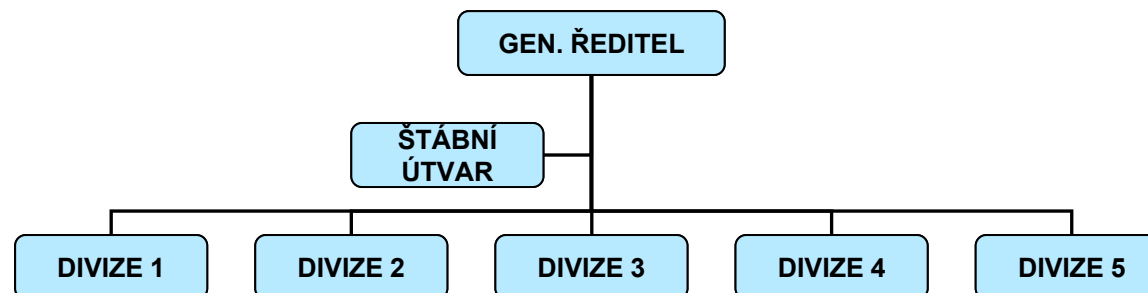 GEN. ŘEDITEL
ŠTÁBNÍ
ÚTVAR
DIVIZE 1
DIVIZE 2
DIVIZE 3
DIVIZE 4
DIVIZE 5